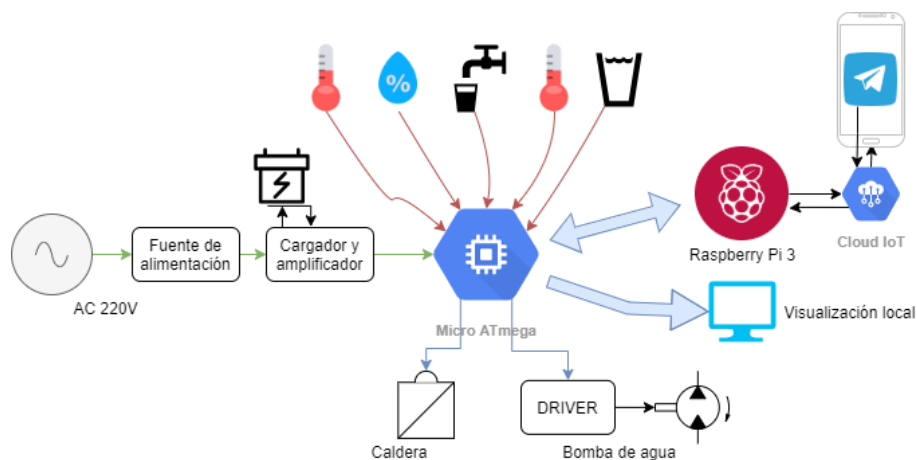 %
Fuente de
alimentación
Cargador y
amplificador
AC 220V
Micro ATmega
Raspberry Pi 3
Cloud IoT
Visualización local
Caldera
DRIVER
Bomba de agua